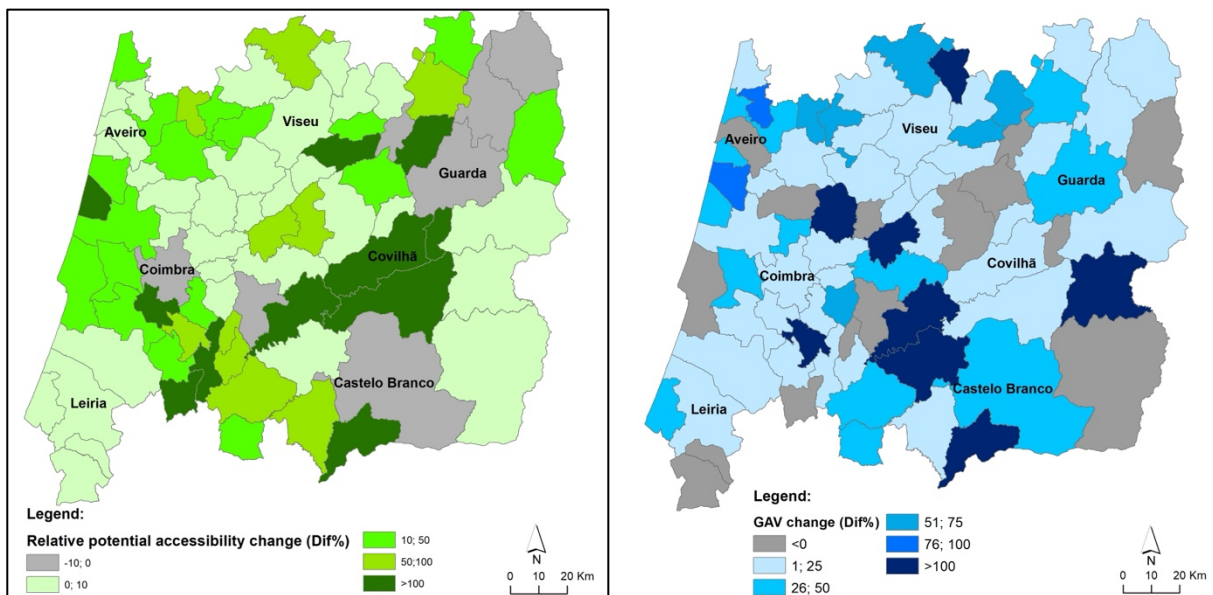 Aveiro
Viseu
Guarda
Coimbra
Covilhã
Castelo Branco
Leiria
Legend:
Relative potential accessibility change (Dif%)
-10; 0
0; 10
10; 50
50;100
>100
N
0 10 20 Km
Aveiro
Viseu
Guarda
Coimbra
Covilhã
Castelo Branco
Leiria
Legend:
GAV change (Dif%)
<0
1; 25
26; 50
51; 75
76; 100
>100
N
0 10 20 Km